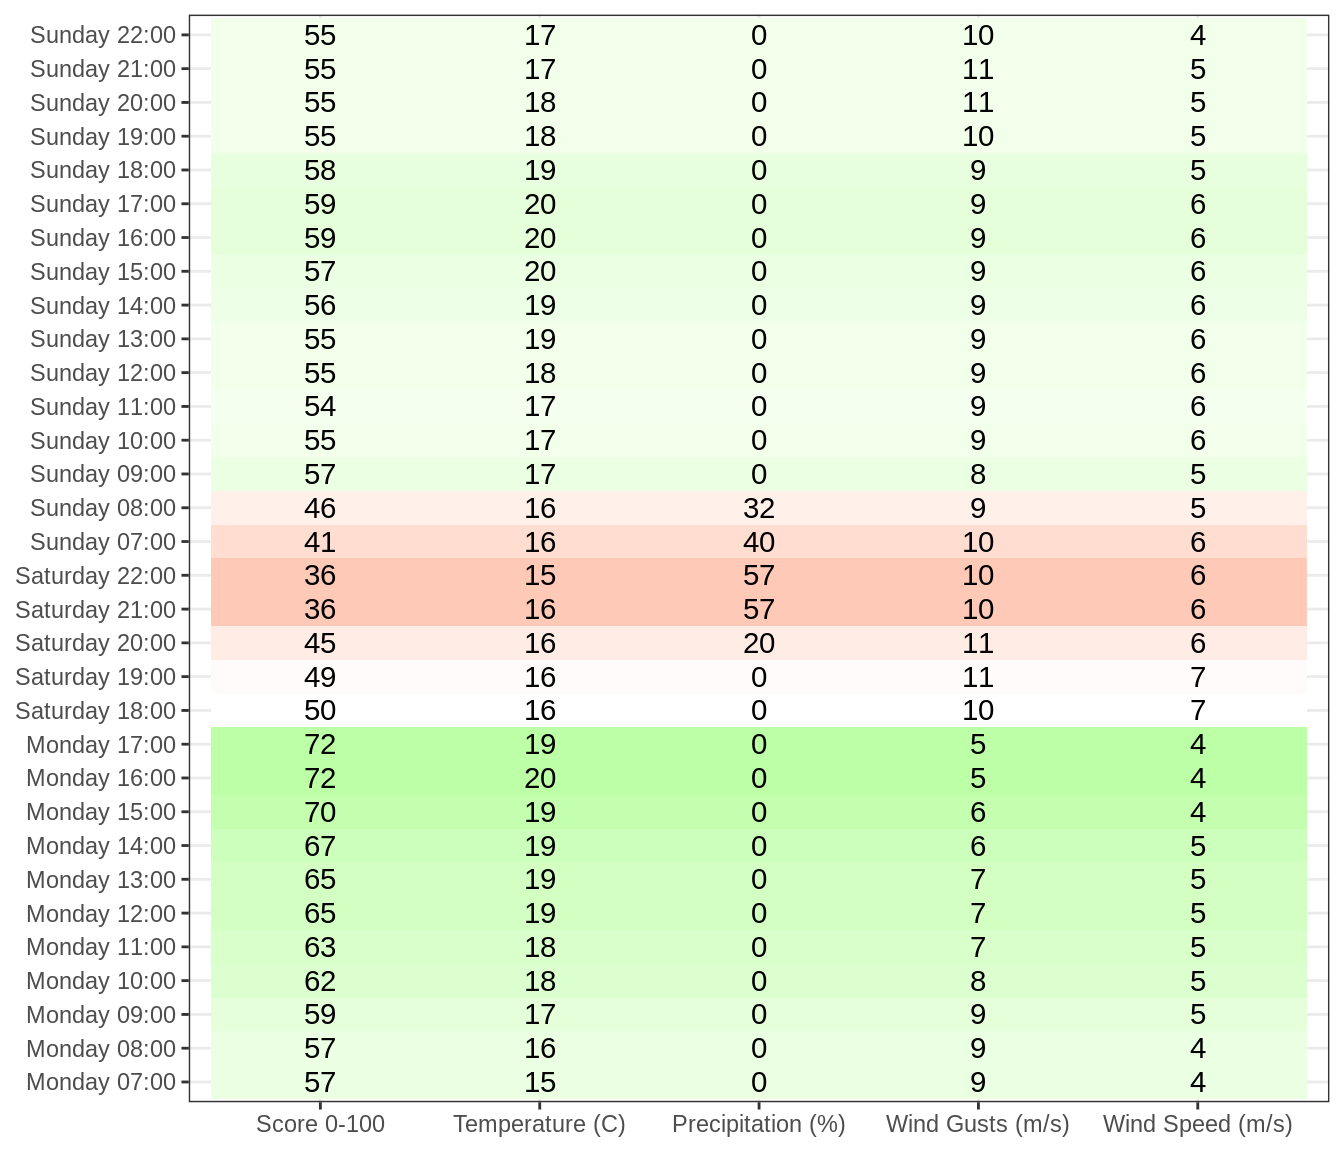 Sunday 22:00 55 17 0 10 4
Sunday 21:00 55 17 0 11 5
Sunday 20:00 55 18 0 11 5
Sunday 19:00 55 18 0 10 5
Sunday 18:00 58 19 0 9 5
Sunday 17:00 59 20 0 9 6
Sunday 16:00 59 20 0 9 6
Sunday 15:00 57 20 0 9 6
Sunday 14:00 56 19 0 9 6
Sunday 13:00 55 19 0 9 6
Sunday 12:00 55 18 0 9 6
Sunday 11:00 54 17 0 9 6
Sunday 10:00 55 17 0 9 6
Sunday 09:00 57 17 0 8 5
Sunday 08:00 46 16 32 9 5
Sunday 07:00 41 16 40 10 6
Saturday 22:00 36 15 57 10 6
Saturday 21:00 36 16 57 10 6
Saturday 20:00 45 16 20 11 6
Saturday 19:00 49 16 0 11 7
Saturday 18:00 50 16 0 10 7
Monday 17:00 72 19 0 5 4
Monday 16:00 72 20 0 5 4
Monday 15:00 70 19 0 6 4
Monday 14:00 67 19 0 6 5
Monday 13:00 65 19 0 7 5
Monday 12:00 65 19 0 7 5
Monday 11:00 63 18 0 7 5
Monday 10:00 62 18 0 8 5
Monday 09:00 59 17 0 9 5
Monday 08:00 57 16 0 9 4
Monday 07:00 57 15 0 9 4
Score 0-100 Temperature (C) Precipitation (%) Wind Gusts (m/s) Wind Speed (m/s)